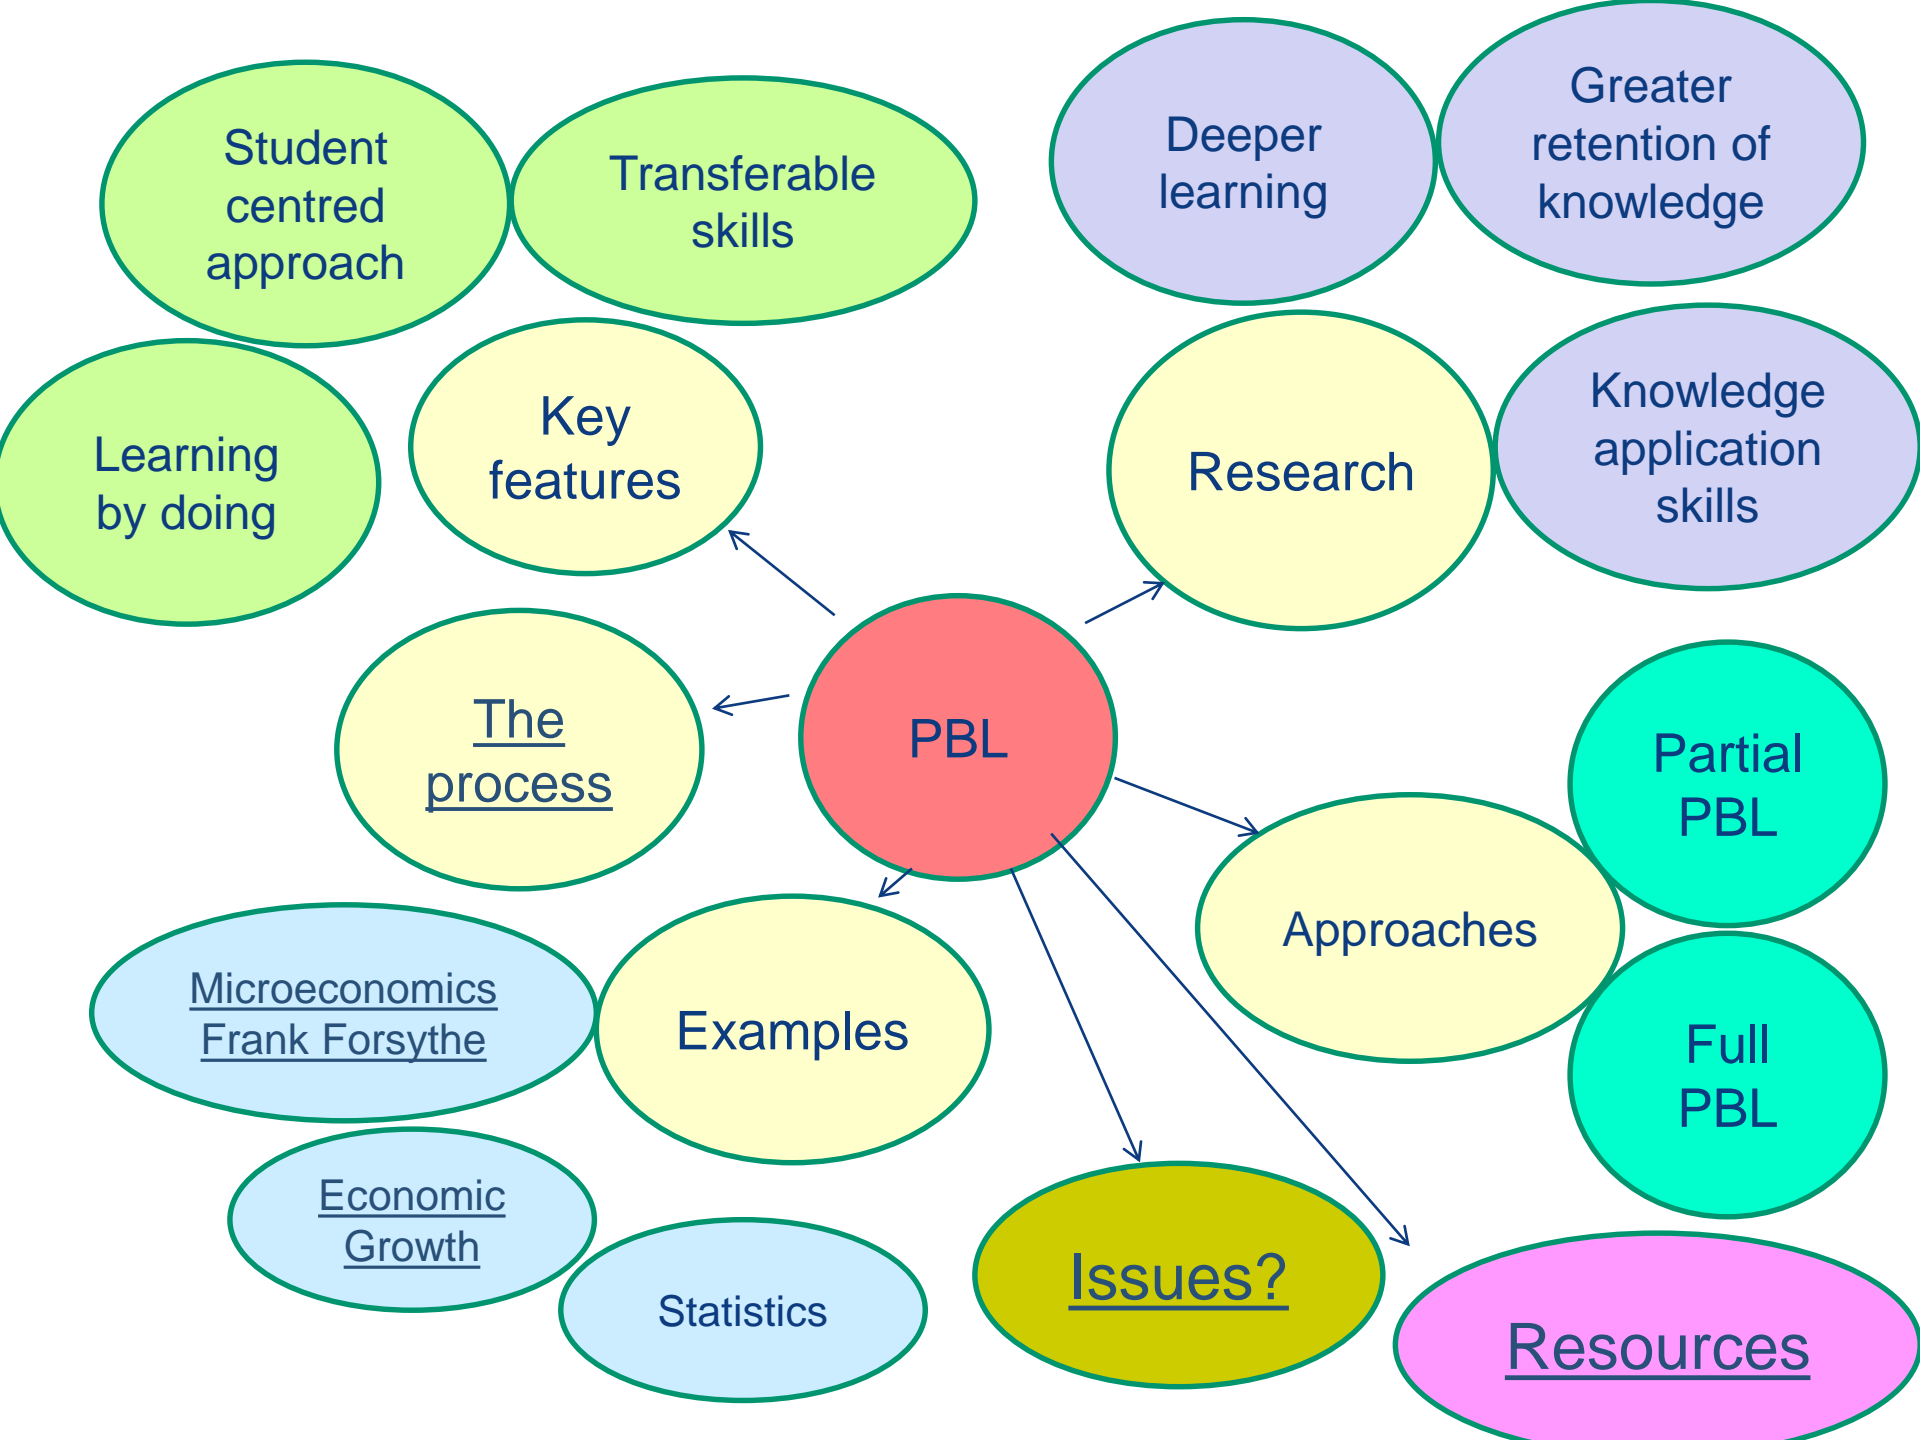 Student
centred
approach
Transferable
skills
Deeper
learning
Greater
retention of
knowledge
Learning
by doing
Key
features
Research
Knowledge
application
skills
The
process
PBL
Partial
PBL
Approaches
Microeconomics
Frank Forsythe
Examples
Full
PBL
Economic
Growth
Statistics
Issues?
Resources